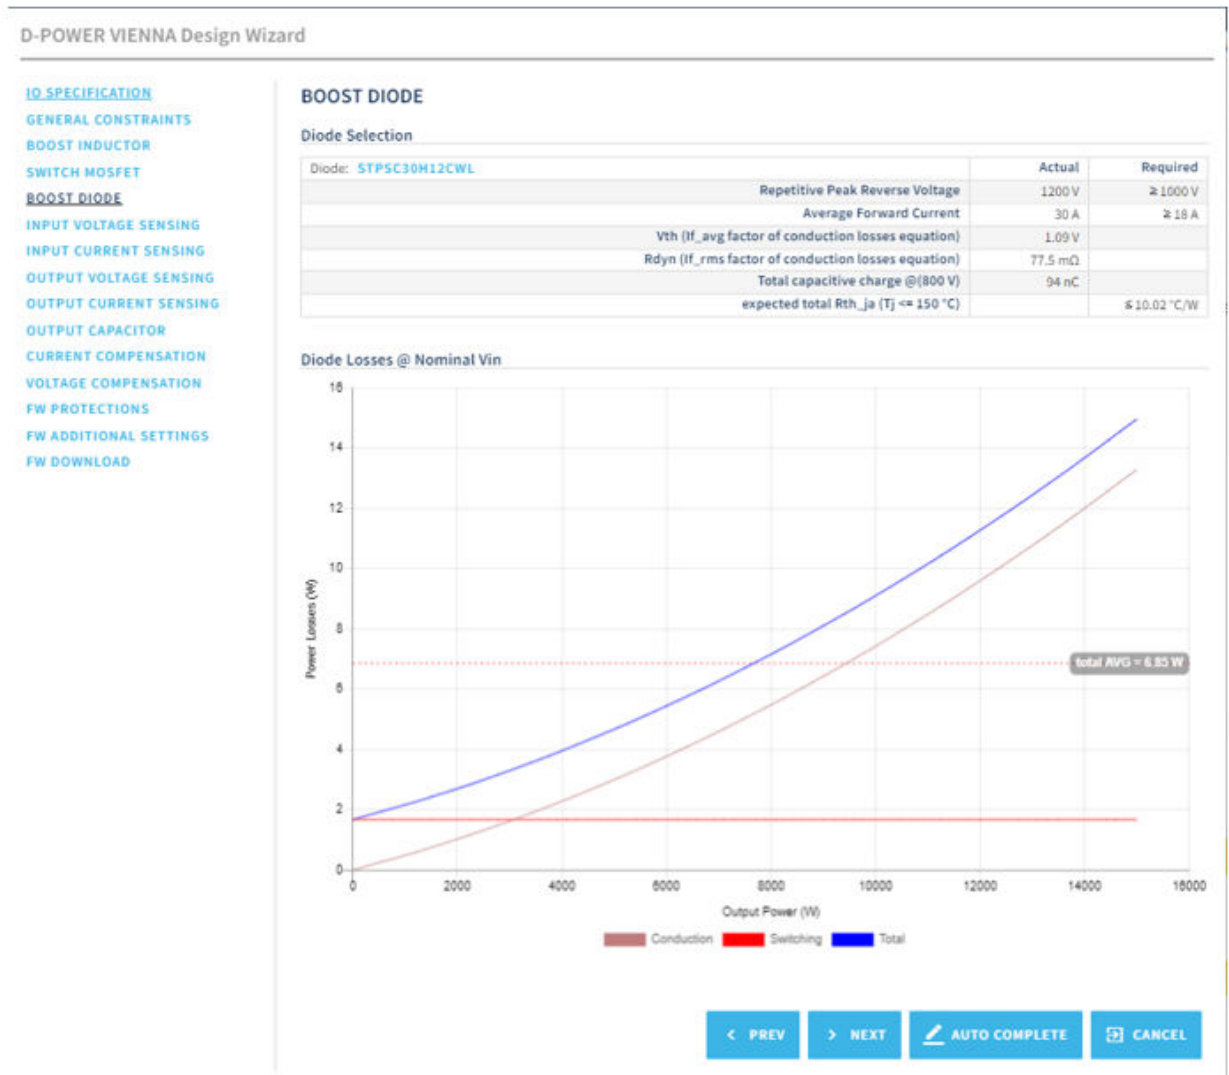 D-POWER VIENNA Design Wizard
IO SPECIFICATION
GENERAL CONSTRAINTS
BOOST INDUCTOR
SWITCH MOSFET
BOOST DIODE
INPUT VOLTAGE SENSING
INPUT CURRENT SENSING
OUTPUT VOLTAGE SENSING
OUTPUT CURRENT SENSING
OUTPUT CAPACITOR
CURRENT COMPENSATION
VOLTAGE COMPENSATION
FW PROTECTIONS
FW ADDITIONAL SETTINGS
FW DOWNLOAD
BOOST DIODE
Diode Selection
Diode: STPSC30H12CWL Actual Required
Repetitive Peak Reverse Voltage 1200 V ≥ 1000 V
Average Forward Current 30 A ≥ 18 A
Vth (If_avg factor of conduction losses equation) 1.09 V
Rdyn (If_rms factor of conduction losses equation) 77.5 mΩ
Total capacitive charge @(800 V) 94 nC
expected total Rth_ja (Tj <= 150 °C) ≤ 10.02 °C/W
Diode Losses @ Nominal Vin
16
14
12
10
8
6
4
2
0
Power Losses (W)
total AVG = 6.85 W
0 2000 4000 6000 8000 10000 12000 14000 16000
Output Power (W)
Conduction Switching Total
< PREV > NEXT AUTO COMPLETE CANCEL